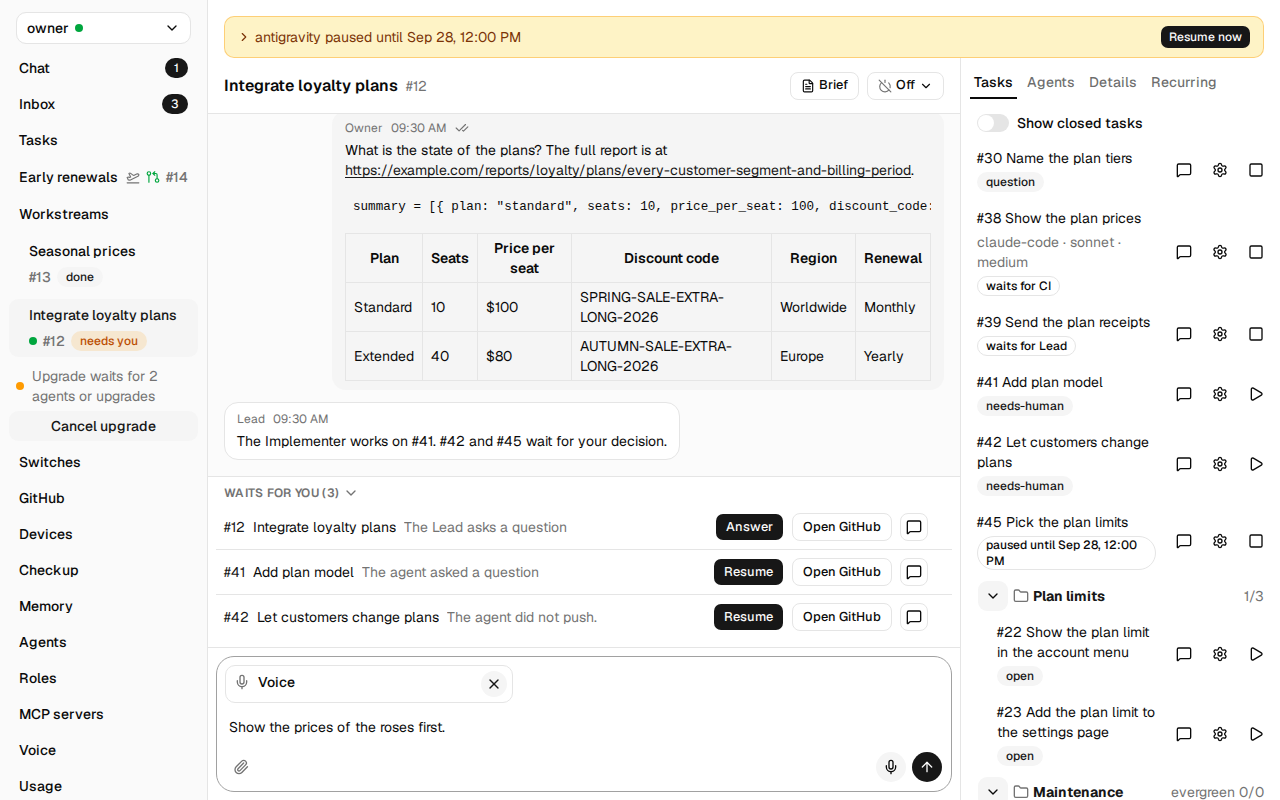 owner
Chat 1
Inbox 3
Tasks
Early renewals #14
Workstreams
Seasonal prices
#13 done
Integrate loyalty plans
#12 needs you
Upgrade waits for 2
agents or upgrades
Cancel upgrade
Switches
GitHub
Devices
Checkup
Memory
Agents
Roles
MCP servers
Voice
Usage
antigravity paused until Sep 28, 12:00 PM
Resume now
Integrate loyalty plans #12
Brief
Off
Owner 09:30 AM
What is the state of the plans? The full report is at
https://example.com/reports/loyalty/plans/every-customer-segment-and-billing-period.
summary = [{ plan: "standard", seats: 10, price_per_seat: 100, discount_code:
Plan Seats Price per seat Discount code Region Renewal
Standard 10 $100 SPRING-SALE-EXTRA-
LONG-2026 Worldwide Monthly
Extended 40 $80 AUTUMN-SALE-EXTRA-
LONG-2026 Europe Yearly
Lead 09:30 AM
The Implementer works on #41. #42 and #45 wait for your decision.
WAITS FOR YOU (3)
#12 Integrate loyalty plans The Lead asks a question Answer Open GitHub
#41 Add plan model The agent asked a question Resume Open GitHub
#42 Let customers change plans The agent did not push. Resume Open GitHub
Voice
Show the prices of the roses first.
Tasks Agents Details Recurring
Show closed tasks
#30 Name the plan tiers
question
#38 Show the plan prices
claude-code · sonnet ·
medium
waits for CI
#39 Send the plan receipts
waits for Lead
#41 Add plan model
needs-human
#42 Let customers change
plans
needs-human
#45 Pick the plan limits
paused until Sep 28, 12:00
PM
Plan limits 1/3
#22 Show the plan limit
in the account menu
open
#23 Add the plan limit to
the settings page
open
Maintenance evergreen 0/0